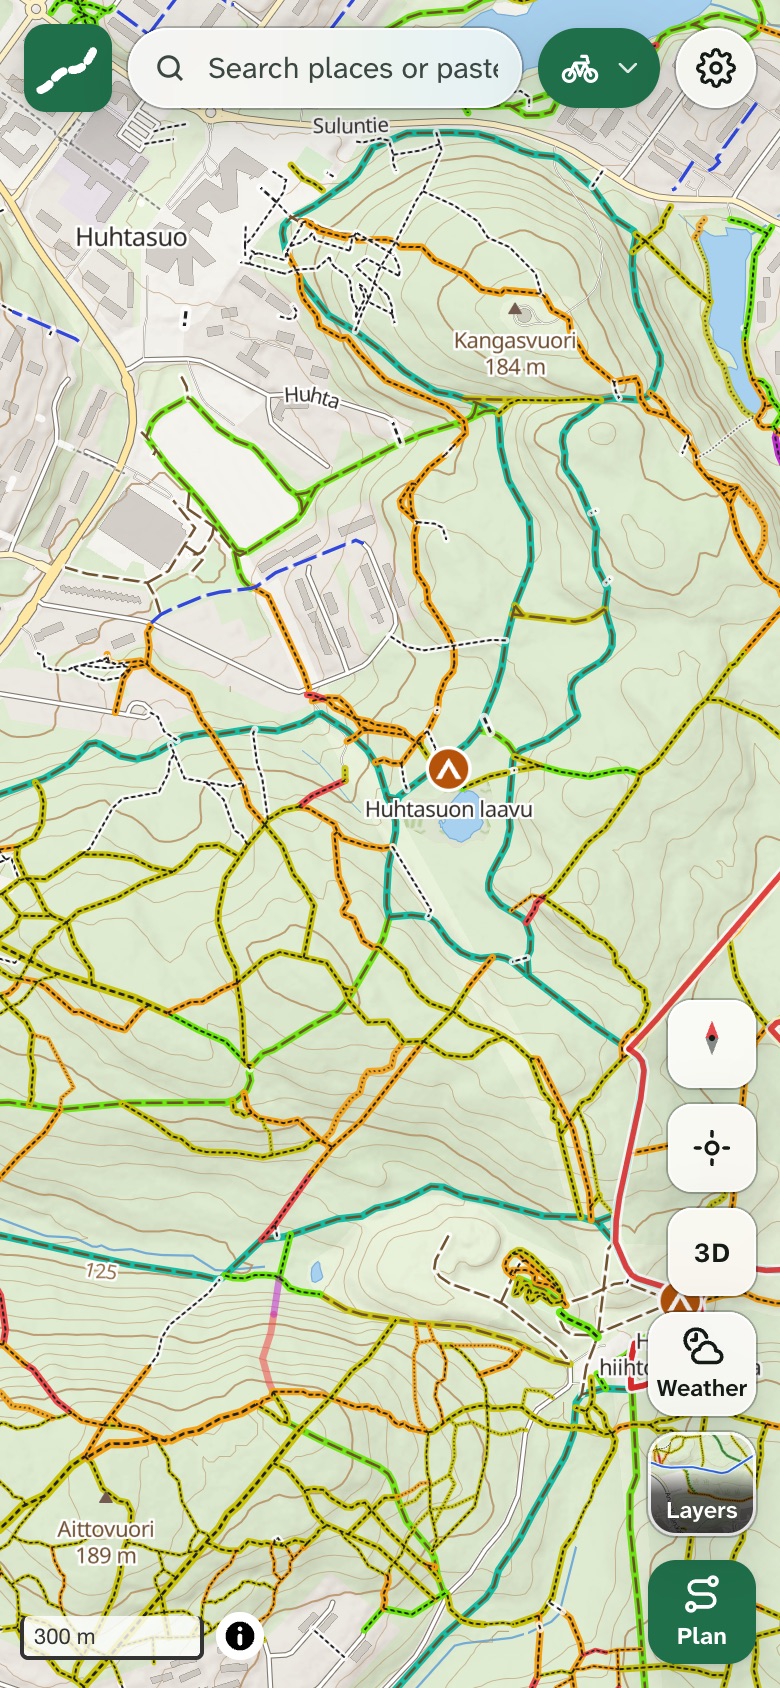 Search places or paste
Suluntie
Huhtasuo
Kangasvuori
184 m
Huhta
Huhtasuon laavu
125
3D
Weather
hiihto
Layers
Aittovuori
189 m
300 m
Plan